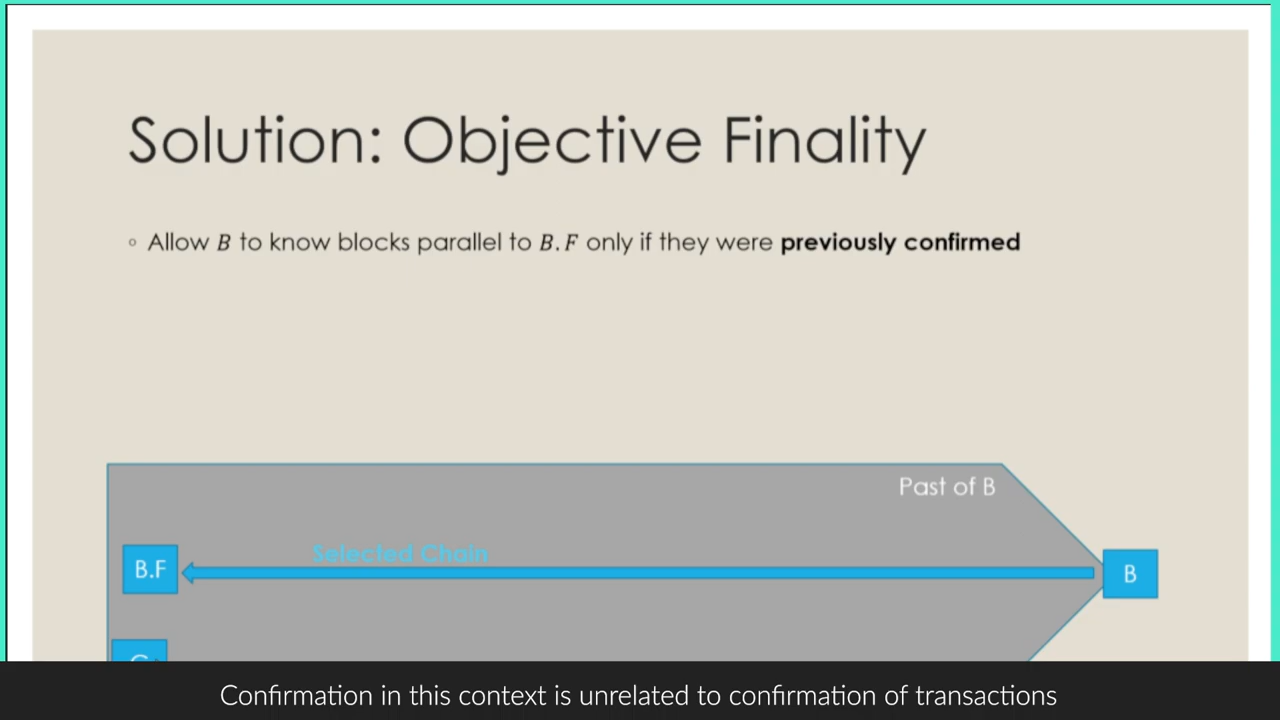 Solution: Objective Finality
◦ Allow B to know blocks parallel to B.F only if they were previously confirmed
Past of B
Selected Chain
B.F
B
Confirmation in this context is unrelated to confirmation of transactions